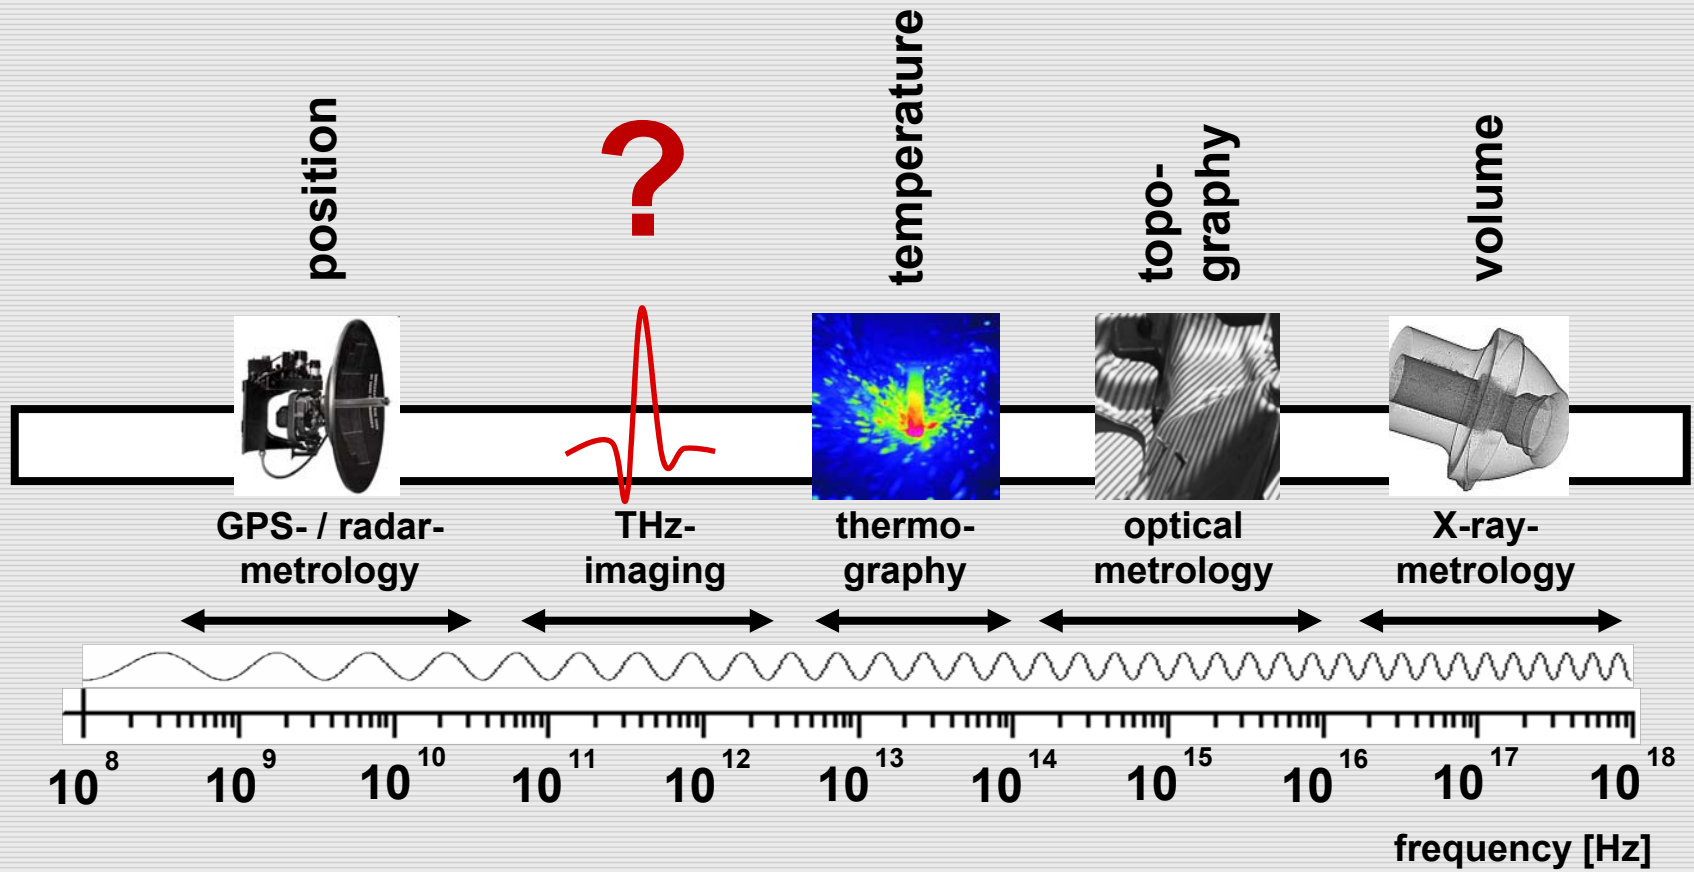 position
?
temperature
topo-
graphy
volume
GPS- / radar-
metrology
THz-
imaging
thermo-
graphy
optical
metrology
X-ray-
metrology
10^8 10^9 10^10 10^11 10^12 10^13 10^14 10^15 10^16 10^17 10^18
frequency [Hz]